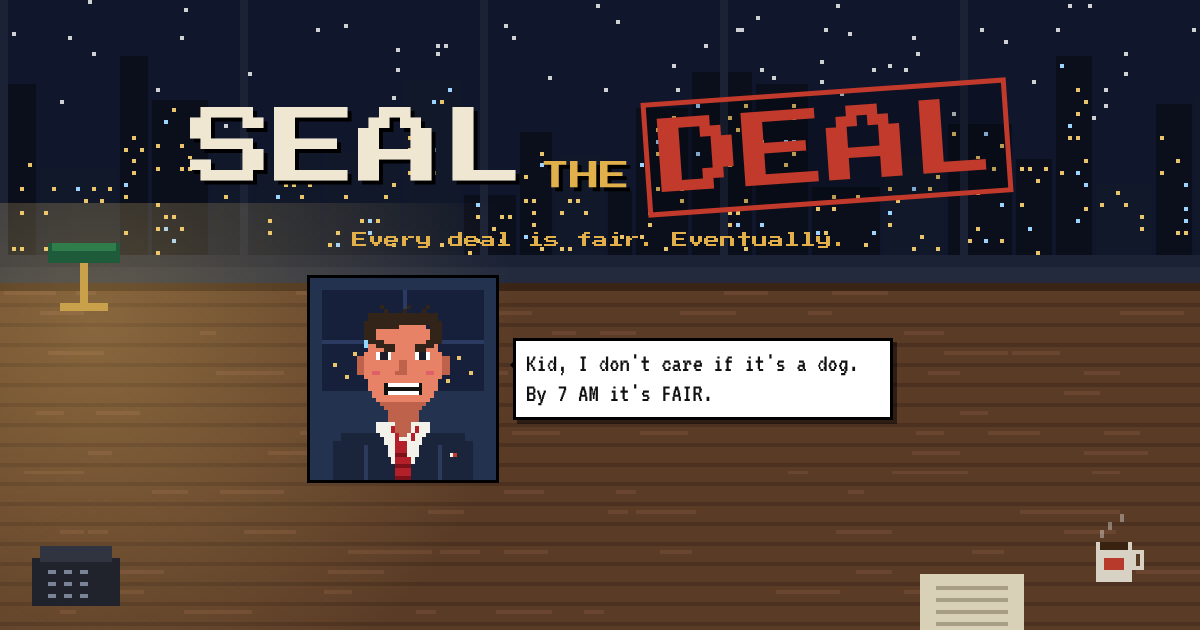 SEAL THE DEAL
Every deal is fair. Eventually.
Kid, I don't care if it's a dog.
By 7 AM it's FAIR.